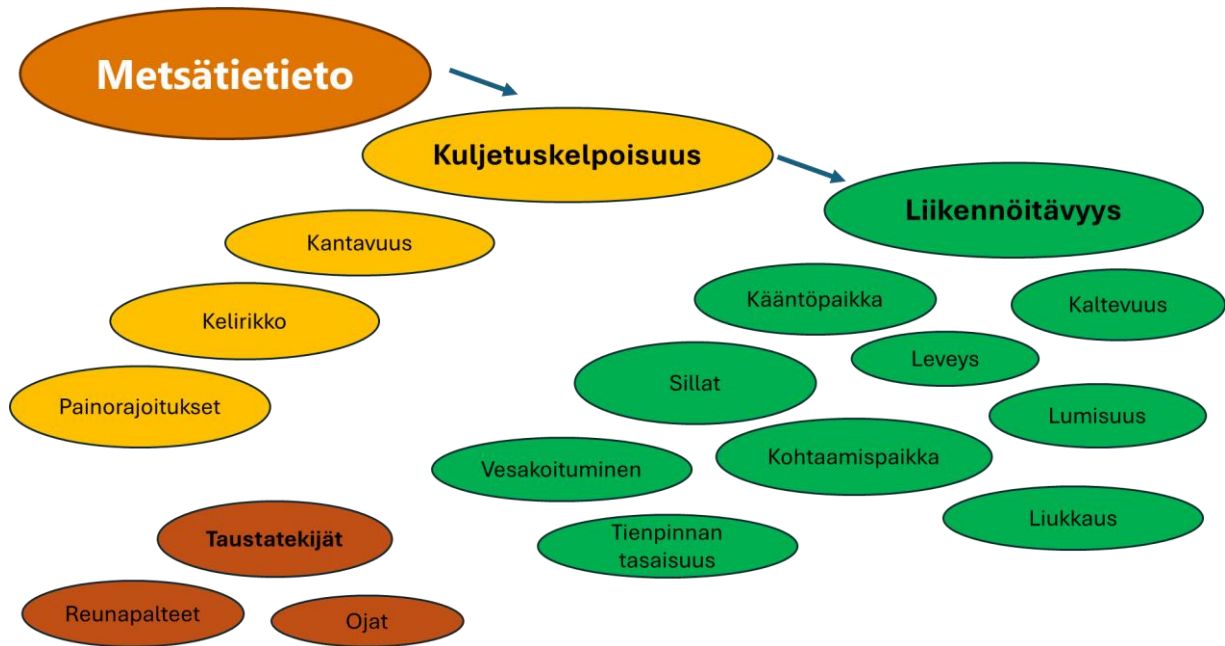 Metsätietieto
Kuljetuskelpoisuus
Liikennöitävyys
Kantavuus
Kelirikko
Painorajoitukset
Kääntöpaikka
Kaltevuus
Leveys
Sillat
Lumisuus
Kohtaamispaikka
Vesakoituminen
Liukkaus
Tienpinnan
tasaisuus
Taustatekijät
Reunapalteet
Ojat